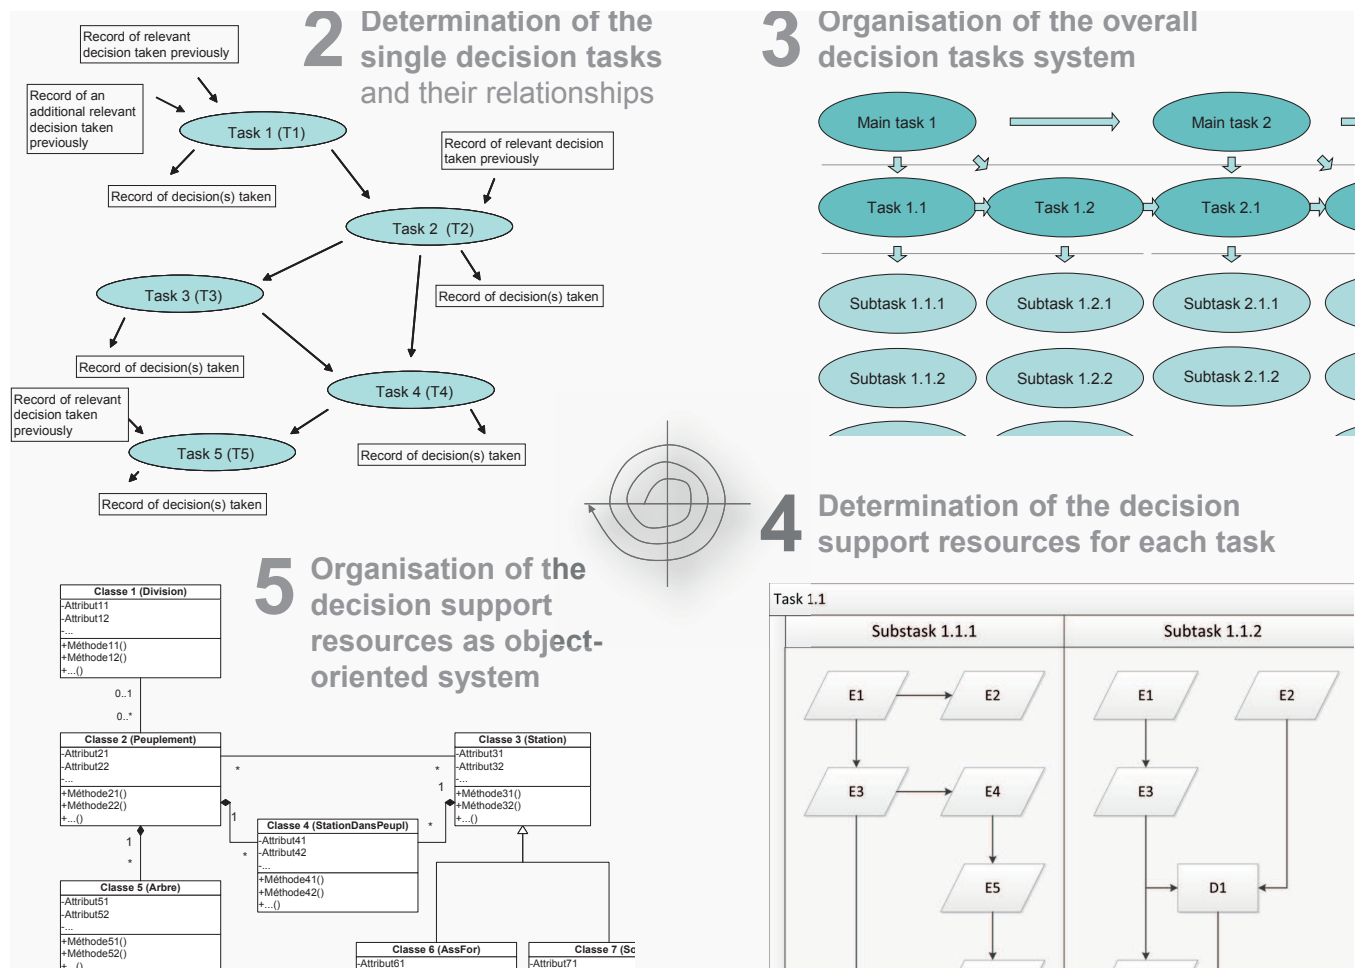 2 Determination of the
single decision tasks
and their relationships
Record of relevant
decision taken previously
Record of an
additional relevant
decision taken
previously
Task 1 (T1)
Record of relevant decision
taken previously
Record of decision(s) taken
Task 2 (T2)
Task 3 (T3)
Record of decision(s) taken
Record of decision(s) taken
Task 4 (T4)
Record of relevant
decision taken
previously
Task 5 (T5)
Record of decision(s) taken
Record of decision(s) taken
3 Organisation of the overall
decision tasks system
Main task 1
Main task 2
Task 1.1
Task 1.2
Task 2.1
Subtask 1.1.1
Subtask 1.2.1
Subtask 2.1.1
Subtask 1.1.2
Subtask 1.2.2
Subtask 2.1.2
4 Determination of the decision
support resources for each task
Task 1.1
Substask 1.1.1
Subtask 1.1.2
E1
E2
E1
E2
E3
E4
E3
E5
D1
5 Organisation of the
decision support
resources as object-
oriented system
Classe 1 (Division)
-Attribut11
-Attribut12
-...
+Méthode11()
+Méthode12()
+...()
0..1
0..*
Classe 2 (Peuplement)
-Attribut21
-Attribut22
-...
+Méthode21()
+Méthode22()
+...()
*
*
Classe 3 (Station)
-Attribut31
-Attribut32
-...
+Méthode31()
+Méthode32()
+...()
1
1
*
*
Classe 4 (StationDansPeupl)
-Attribut41
-Attribut42
-...
+Méthode41()
+Méthode42()
+...()
1
*
Classe 5 (Arbre)
-Attribut51
-Attribut52
-...
+Méthode51()
+Méthode52()
+...()
Classe 6 (AssFor)
-Attribut61
Classe 7 (So
-Attribut71